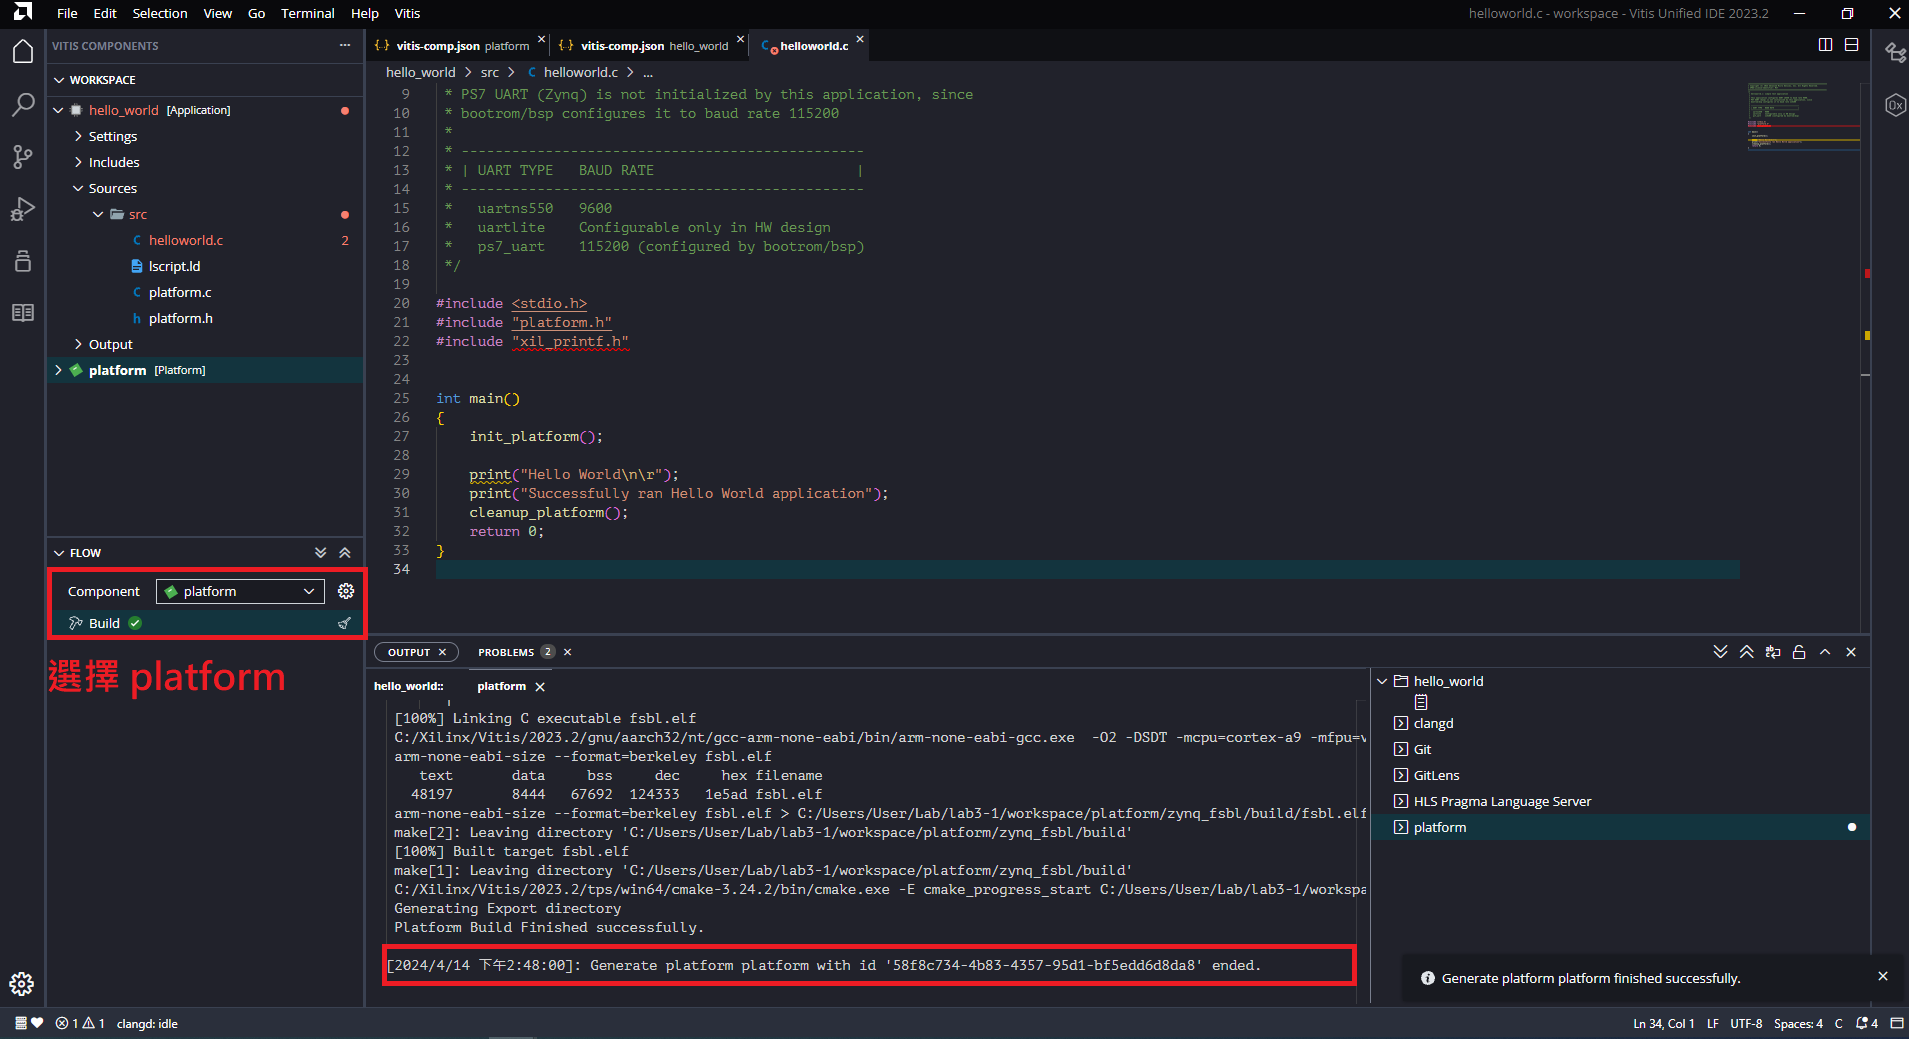 File Edit Selection View Go Terminal Help Vitis
helloworld.c - workspace - Vitis Unified IDE 2023.2
VITIS COMPONENTS ...
WORKSPACE
hello_world [Application]
Settings
Includes
Sources
src
helloworld.c 2
lscript.ld
platform.c
platform.h
Output
platform [Platform]
FLOW
Component platform
Build
選擇 platform
{} vitis-comp.json platform
{} vitis-comp.json hello_world
C helloworld.c
hello_world > src > C helloworld.c > ...
9 * PS7 UART (Zynq) is not initialized by this application, since
10 * bootrom/bsp configures it to baud rate 115200
11 *
12 * ------------------------------------------------
13 * | UART TYPE   BAUD RATE                        |
14 * ------------------------------------------------
15 *   uartns550   9600
16 *   uartlite    Configurable only in HW design
17 *   ps7_uart    115200 (configured by bootrom/bsp)
18 */
19
20 #include <stdio.h>
21 #include "platform.h"
22 #include "xil_printf.h"
23
24
25 int main()
26 {
27     init_platform();
28
29     print("Hello World\n\r");
30     print("Successfully ran Hello World application");
31     cleanup_platform();
32     return 0;
33 }
34
0x
OUTPUT
PROBLEMS 2
hello_world::
platform
[100%] Linking C executable fsbl.elf
C:/Xilinx/Vitis/2023.2/gnu/aarch32/nt/gcc-arm-none-eabi/bin/arm-none-eabi-gcc.exe  -O2 -DSDT -mcpu=cortex-a9 -mfpu=v
arm-none-eabi-size --format=berkeley fsbl.elf
   text       data     bss     dec     hex filename
  48197       8444   67692  124333   1e5ad fsbl.elf
arm-none-eabi-size --format=berkeley fsbl.elf > C:/Users/User/Lab/lab3-1/workspace/platform/zynq_fsbl/build/fsbl.elf
make[2]: Leaving directory 'C:/Users/User/Lab/lab3-1/workspace/platform/zynq_fsbl/build'
[100%] Built target fsbl.elf
make[1]: Leaving directory 'C:/Users/User/Lab/lab3-1/workspace/platform/zynq_fsbl/build'
C:/Xilinx/Vitis/2023.2/tps/win64/cmake-3.24.2/bin/cmake.exe -E cmake_progress_start C:/Users/User/Lab/lab3-1/workspa
Generating Export directory
Platform Build Finished successfully.
[2024/4/14 下午2:48:00]: Generate platform platform with id '58f8c734-4b83-4357-95d1-bf5edd6d8da8' ended.
hello_world
clangd
Git
GitLens
HLS Pragma Language Server
platform
Generate platform platform finished successfully.
1 1 clangd: idle
Ln 34, Col 1 LF UTF-8 Spaces: 4 C 4